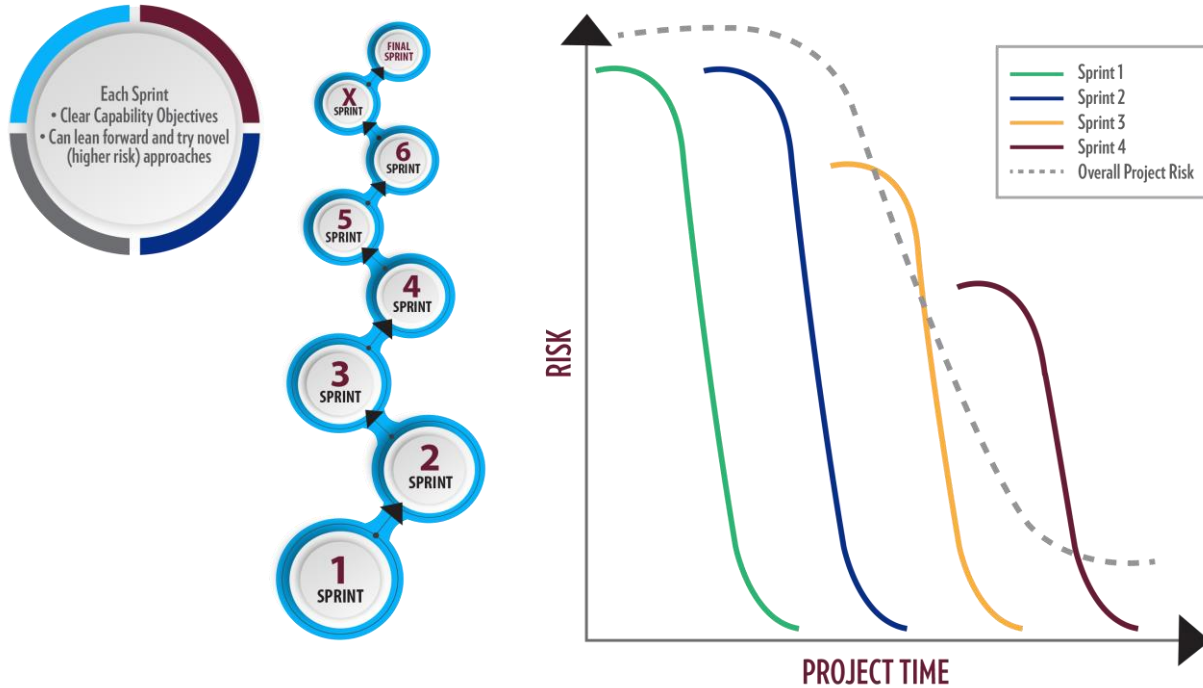 Each Sprint
• Clear Capability Objectives
• Can lean forward and try novel
(higher risk) approaches
FINAL
SPRINT
X
SPRINT
6
SPRINT
5
SPRINT
4
SPRINT
3
SPRINT
2
SPRINT
1
SPRINT
RISK
PROJECT TIME
Sprint 1
Sprint 2
Sprint 3
Sprint 4
Overall Project Risk